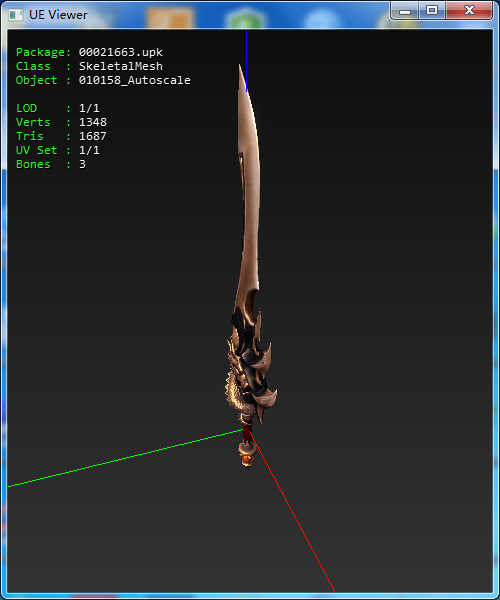 UE Viewer
Package: 00021663.upk
Class : SkeletalMesh
Object : 010158_Autoscale
LOD : 1/1
Verts : 1348
Tris : 1687
UV Set : 1/1
Bones : 3